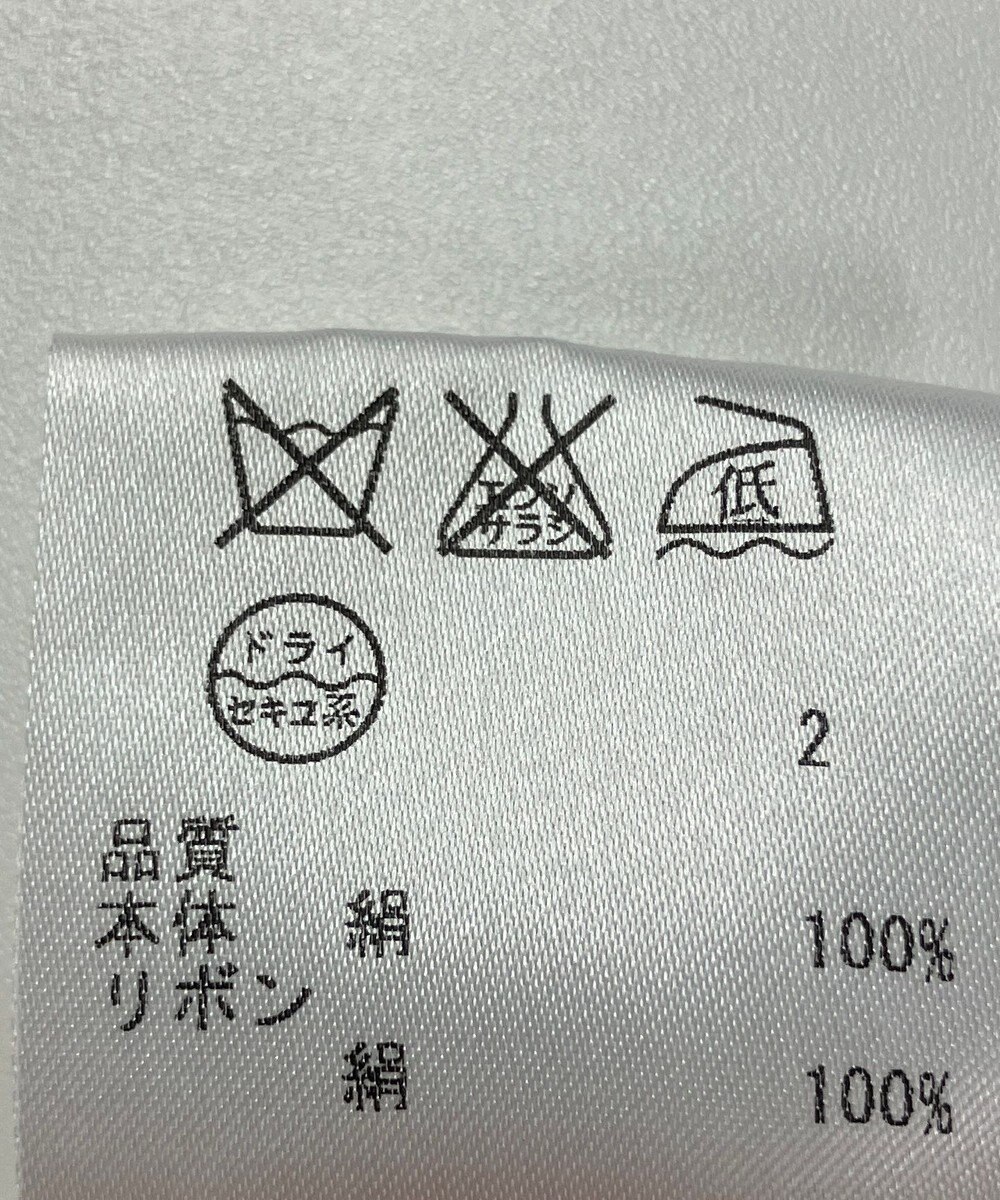 エンソ
サラシ
低
ドライ
セキユ系
2
品質
本体 絹 100%
リボン
絹 100%